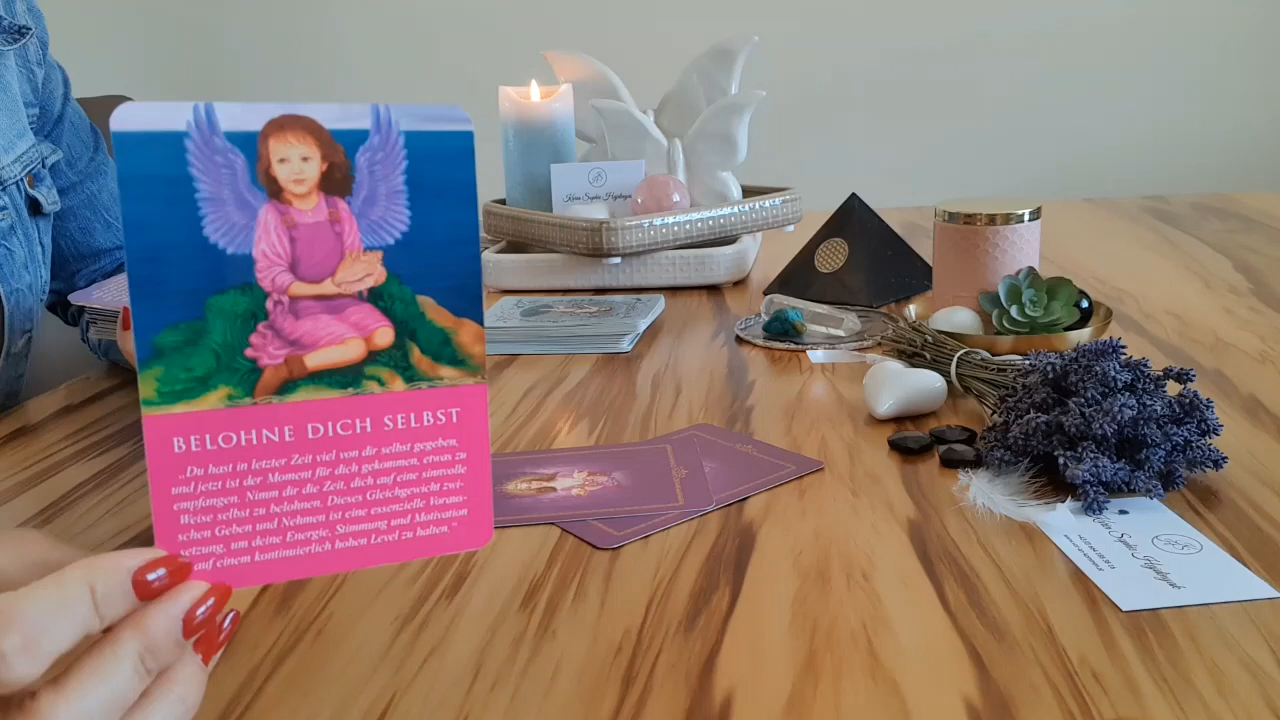 BELOHNE DICH SELBST
„Du hast in letzter Zeit viel von dir selbst gegeben,
und jetzt ist der Moment für dich gekommen, etwas zu
empfangen. Nimm dir die Zeit, dich auf eine sinnvolle
Weise selbst zu belohnen. Dieses Gleichgewicht zwi-
schen Geben und Nehmen ist eine essenzielle Voraus-
setzung, um deine Energie, Stimmung und Motivation
auf einem kontinuierlich hohen Level zu halten.“
Sophie
Sophie